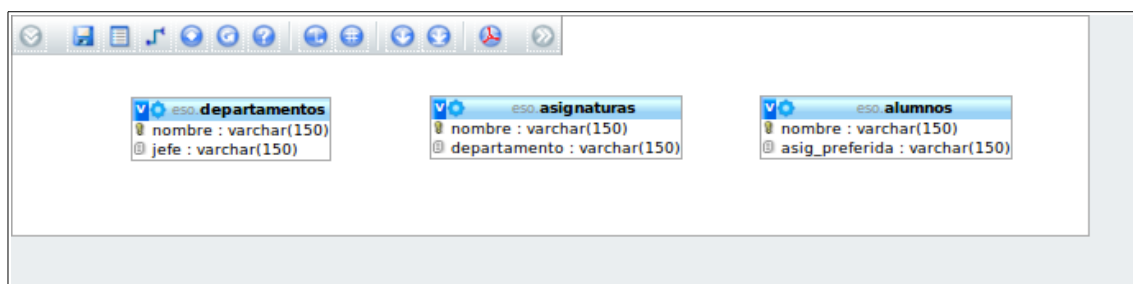 eso.departamentos
nombre : varchar(150)
jefe : varchar(150)
eso.asignaturas
nombre : varchar(150)
departamento : varchar(150)
eso.alumnos
nombre : varchar(150)
asig_preferida : varchar(150)